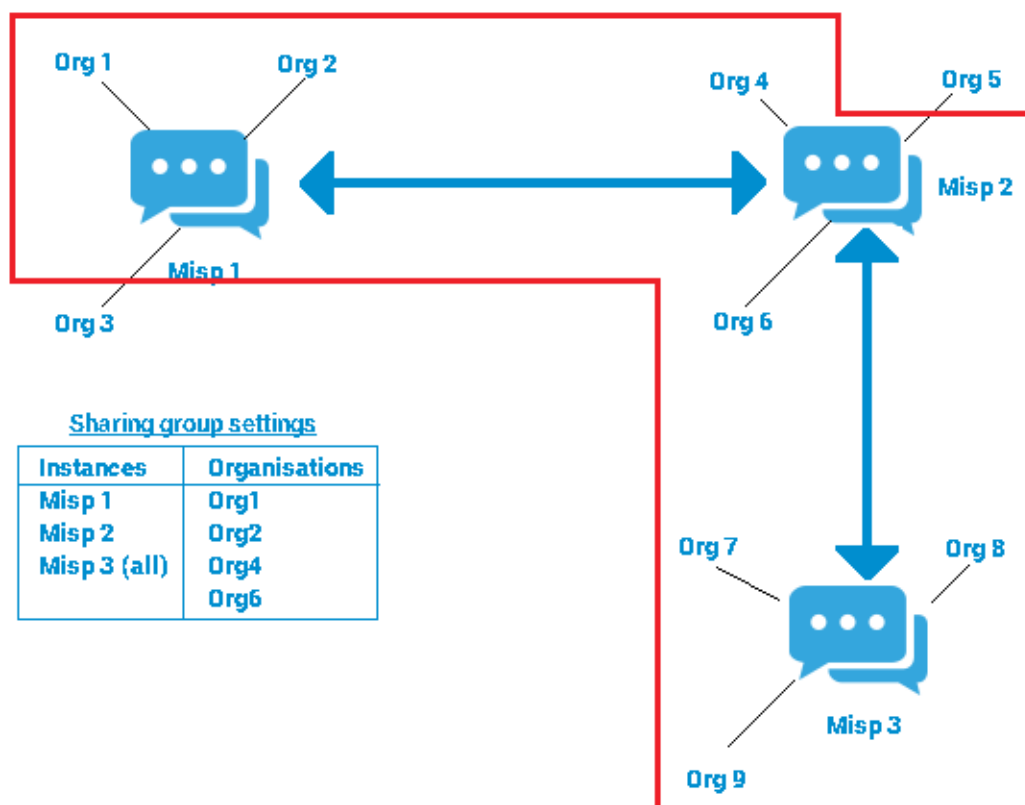 Org 1
Org 2
Org 4
Org 5
Misp 2
Misp 1
Org 3
Org 6
Sharing group settings
Instances Organisations
Misp 1 Org1
Misp 2 Org2
Misp 3 (all) Org4
Org6
Org 7
Org 8
Misp 3
Org 9